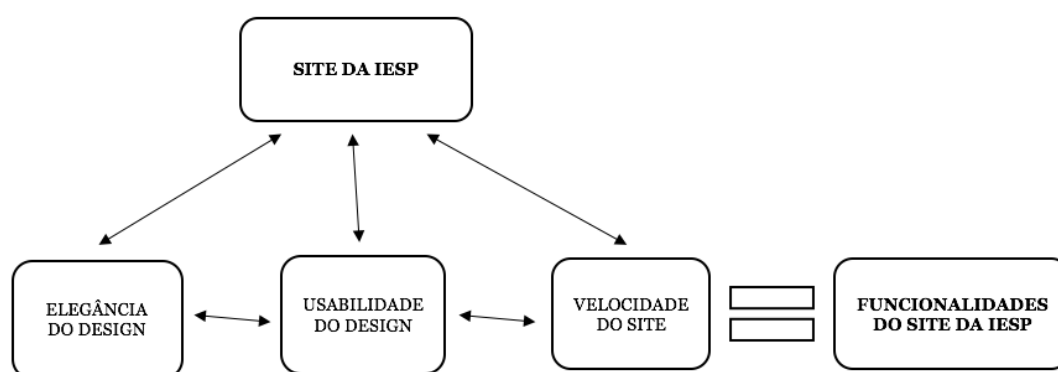 SITE DA IESP
ELEGÂNCIA
DO DESIGN
USABILIDADE
DO DESIGN
VELOCIDADE
DO SITE
FUNCIONALIDADES
DO SITE DA IESP